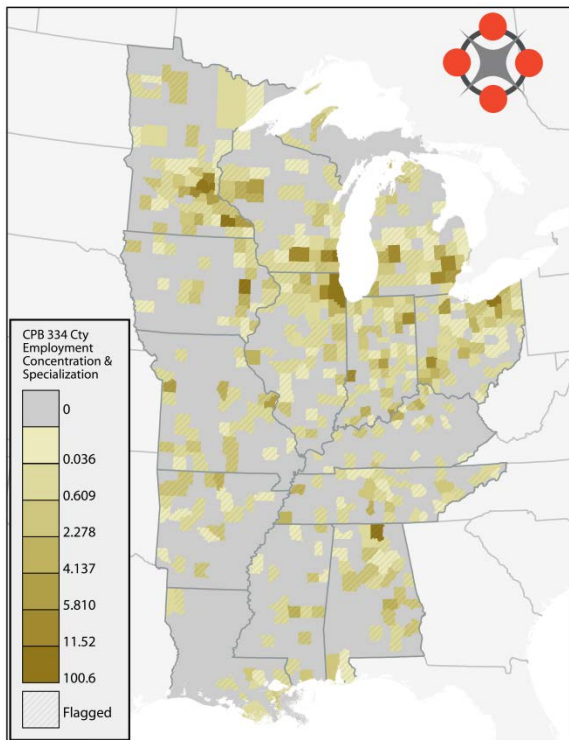 CPB 334 Cty
Employment
Concentration &
Specialization
0
0.036
0.609
2.278
4.137
5.810
11.52
100.6
Flagged